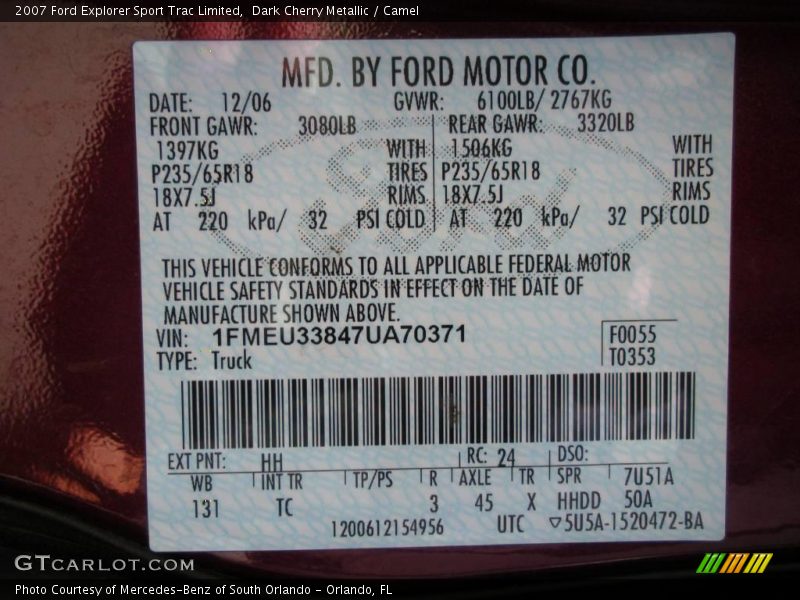 2007 Ford Explorer Sport Trac Limited,  Dark Cherry Metallic / Camel
MFD. BY FORD MOTOR CO.
DATE: 12/06 GVWR: 6100LB/ 2767KG
FRONT GAWR: 3080LB REAR GAWR: 3320LB
1397KG WITH 1506KG WITH
P235/65R18 TIRES P235/65R18 TIRES
18X7.5J RIMS 18X7.5J RIMS
AT 220 kPa/ 32 PSI COLD AT 220 kPa/ 32 PSI COLD
Ford
THIS VEHICLE CONFORMS TO ALL APPLICABLE FEDERAL MOTOR
VEHICLE SAFETY STANDARDS IN EFFECT ON THE DATE OF
MANUFACTURE SHOWN ABOVE.
VIN: 1FMEU33847UA70371 F0055
TYPE: Truck T0353
EXT PNT: HH RC: 24 DSO:
WB INT TR TP/PS R AXLE TR SPR 7U51A
131 TC 3 45 X HHDD 50A
1200612154956 UTC ▽5U5A-1520472-BA
GTCARLOT.COM
Photo Courtesy of Mercedes-Benz of South Orlando - Orlando, FL